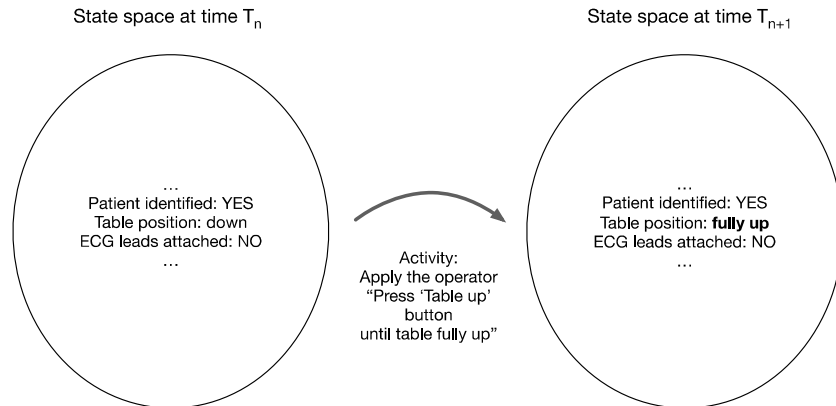 State space at time Tn
State space at time Tn+1
...
Patient identified: YES
Table position: down
ECG leads attached: NO
...
Activity:
Apply the operator
“Press ‘Table up’
button
until table fully up”
...
Patient identified: YES
Table position: fully up
ECG leads attached: NO
...